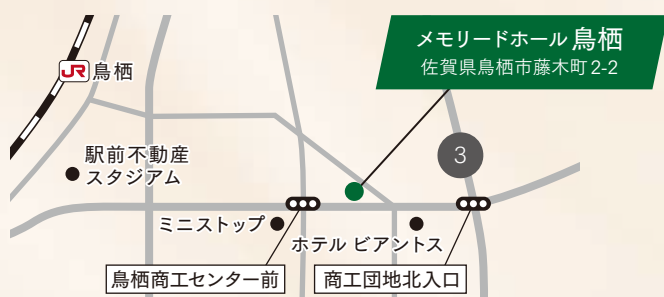 メモリードホール 鳥栖
佐賀県鳥栖市藤木町2-2
JR 鳥栖
3
駅前不動産
スタジアム
ミニストップ
ホテル ビアントス
鳥栖商工センター前
商工団地北入口